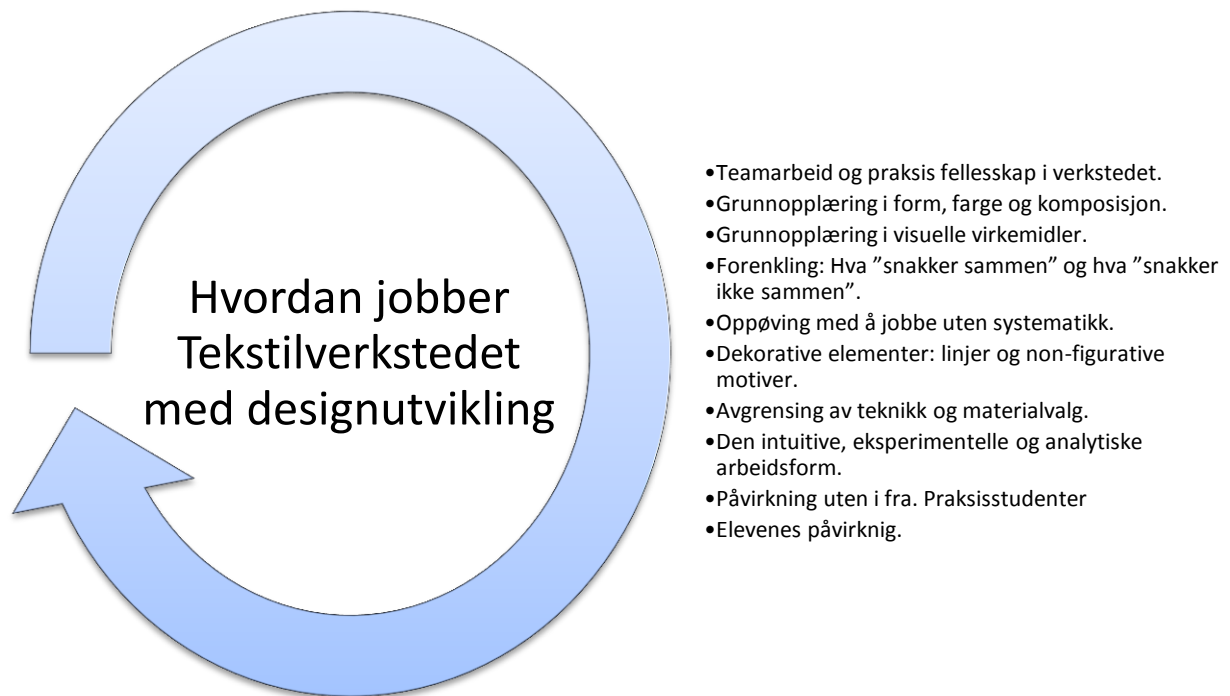 Hvordan jobber
Tekstilverkstedet
med designutvikling
•Teamarbeid og praksis fellesskap i verkstedet.
•Grunnopplæring i form, farge og komposisjon.
•Grunnopplæring i visuelle virkemidler.
•Forenkling: Hva ”snakker sammen” og hva ”snakker
ikke sammen”.
•Oppøving med å jobbe uten systematikk.
•Dekorative elementer: linjer og non-figurative
motiver.
•Avgrensing av teknikk og materialvalg.
•Den intuitive, eksperimentelle og analytiske
arbeidsform.
•Påvirkning uten i fra. Praksisstudenter
•Elevenes påvirknig.